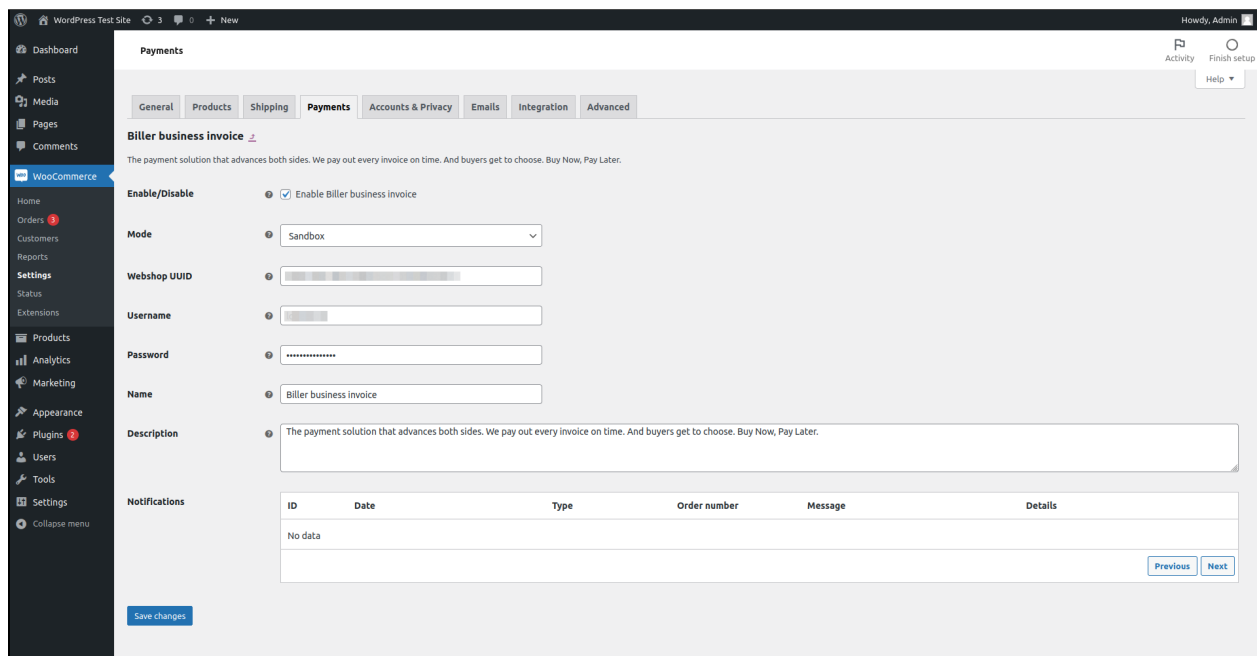 WordPress Test Site 3 0 New Howdy, Admin
Dashboard
Posts
Media
Pages
Comments
WooCommerce
Home
Orders 3
Customers
Reports
Settings
Status
Extensions
Products
Analytics
Marketing
Appearance
Plugins 2
Users
Tools
Settings
Collapse menu
Payments
Activity Finish setup
Help
General Products Shipping Payments Accounts & Privacy Emails Integration Advanced
Biller business invoice
The payment solution that advances both sides. We pay out every invoice on time. And buyers get to choose. Buy Now, Pay Later.
Enable/Disable Enable Biller business invoice
Mode Sandbox
Webshop UUID
Username
Password
Name Biller business invoice
Description The payment solution that advances both sides. We pay out every invoice on time. And buyers get to choose. Buy Now, Pay Later.
Notifications
ID Date Type Order number Message Details
No data
Previous Next
Save changes